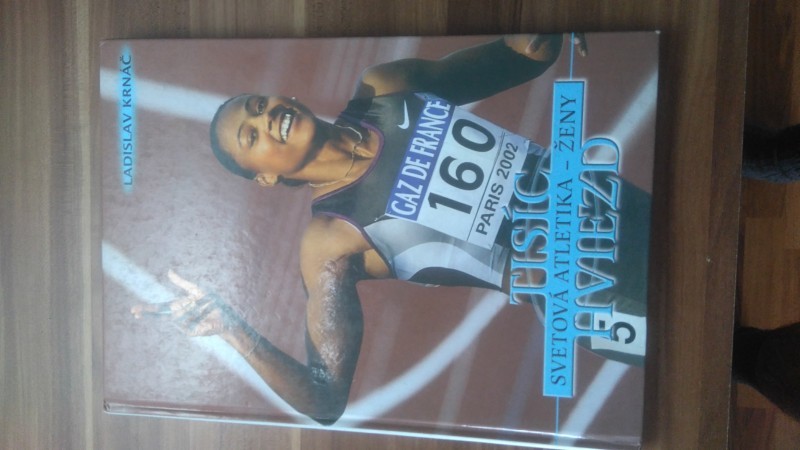 LADISLAV KRNÁČ
GAZ DE FRANCE
160
PARIS 2002
TISÍC
SVETOVÁ ATLETIKA – ŽENY
HVIEZD
5